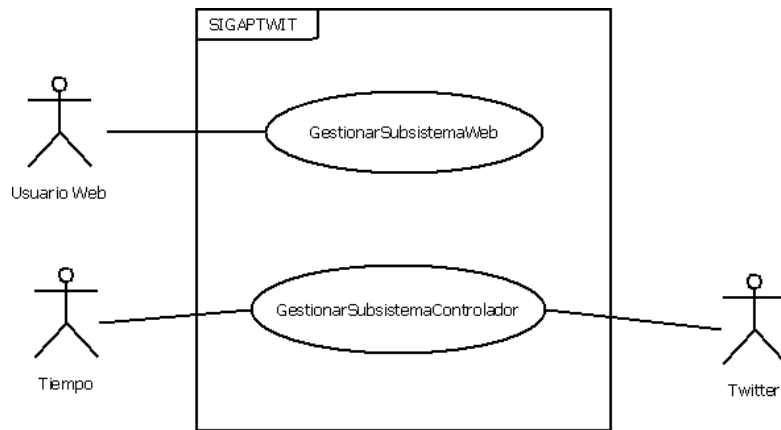 SIGAPTWIT
GestionarSubsistemaWeb
Usuario Web
GestionarSubsistemaControlador
Tiempo
Twitter